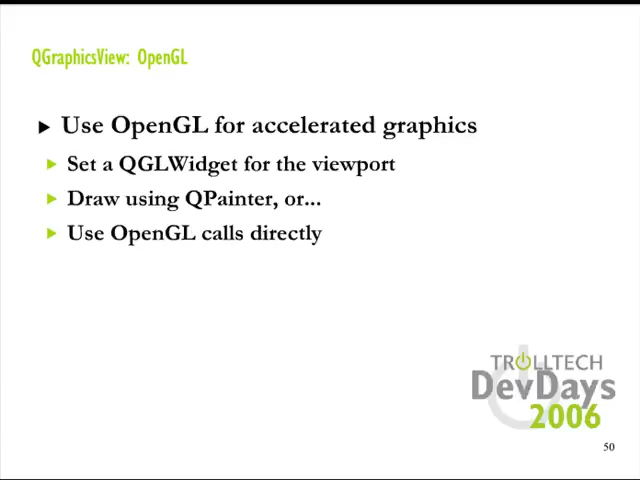 QGraphicsView: OpenGL
Use OpenGL for accelerated graphics
Set a QGLWidget for the viewport
Draw using QPainter, or...
Use OpenGL calls directly
TROLLTECH
DevDays
2006
50